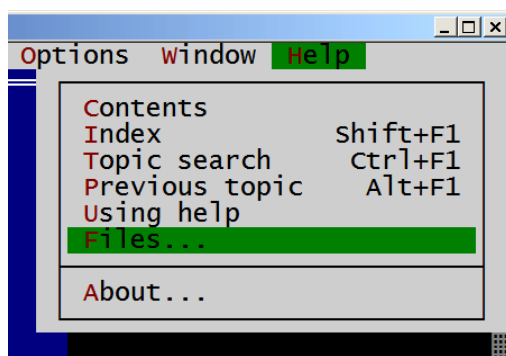 Options Window Help
Contents
Index Shift+F1
Topic search Ctrl+F1
Previous topic Alt+F1
Using help
Files...
About...